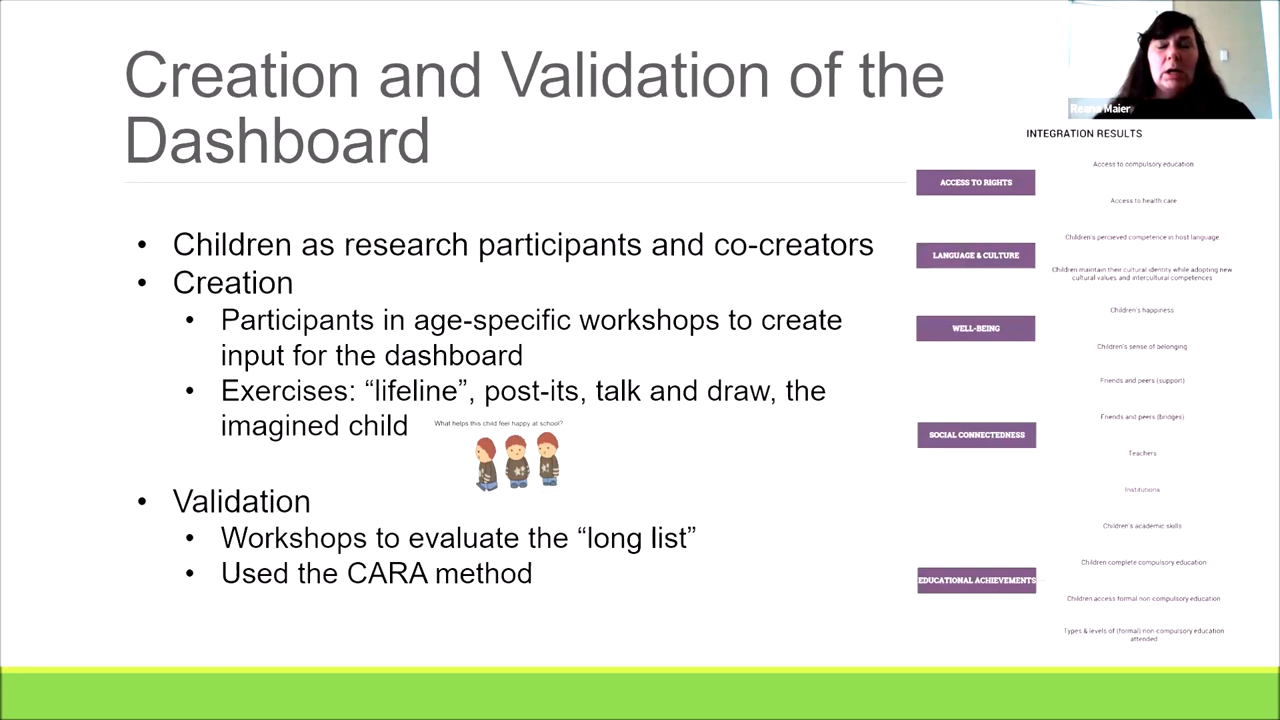 Creation and Validation of the
Dashboard
• Children as research participants and co-creators
• Creation
• Participants in age-specific workshops to create
input for the dashboard
• Exercises: “lifeline”, post-its, talk and draw, the
imagined child
What helps this child feel happy at school?
• Validation
• Workshops to evaluate the “long list”
• Used the CARA method
Maier
INTEGRATION RESULTS
ACCESS TO RIGHTS
Access to compulsory education
Access to health care
LANGUAGE & CULTURE
Children's percieved competence in host language
Children maintain their cultural identity while adopting new
cultural values and intercultural competences
WELL-BEING
Children's happiness
Children's sense of belonging
SOCIAL CONNECTEDNESS
Friends and peers (support)
Friends and peers (bridges)
Teachers
Institutions
EDUCATIONAL ACHIEVEMENTS
Children's academic skills
Children complete compulsory education
Children access formal non-compulsory education
Types & levels of (formal) non-compulsory education
attended